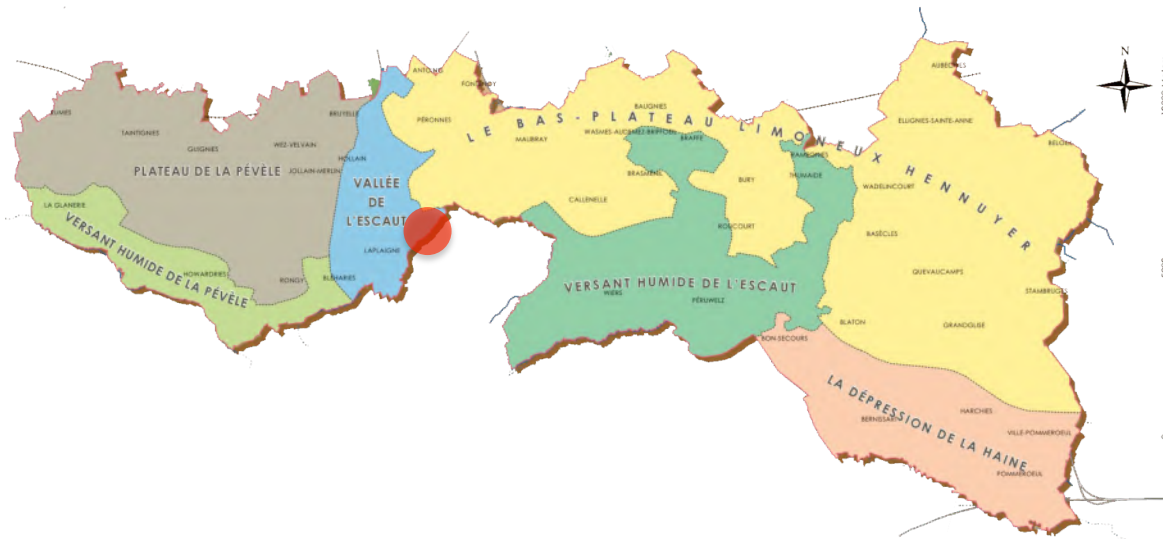 N
AUBECHIES
ANTOING
FONTENOY
RUMES
BRUYELLE
BAUGNIES
PÉRONNES
ELLIGNIES-SAINTE-ANNE
TAINTIGNIES
WASMES-AUDEMEZ-BRIFFOEIL
BRAFFE
LE BAS-PLATEAU LIMONEUX HENNUYER
MAUBRAY
GUIGNIES
WEZ-VELVAIN
BELOEIL
HOLLAIN
RAMEGNIES
PLATEAU DE LA PÉVÈLE
JOLLAIN-MERLIN
BRASMENIL
THUMAIDE
BURY
VALLÉE
DE
L'ESCAUT
WADELINCOURT
CALLENELLE
LA GLANERIE
ROUCOURT
BASÈCLES
VERSANT HUMIDE DE LA PÉVÈLE
LAPLAIGNE
HOWARDRIES
RONGY
BLÉHARIES
QUEVAUCAMPS
VERSANT HUMIDE DE L'ESCAUT
WIERS
PÉRUWELZ
STAMBRUGES
BLATON
GRANDGLISE
BON-SECOURS
LA DÉPRESSION DE LA HAINE
HARCHIES
BERNISSART
VILLE-POMMEROEUL
POMMEROEUL